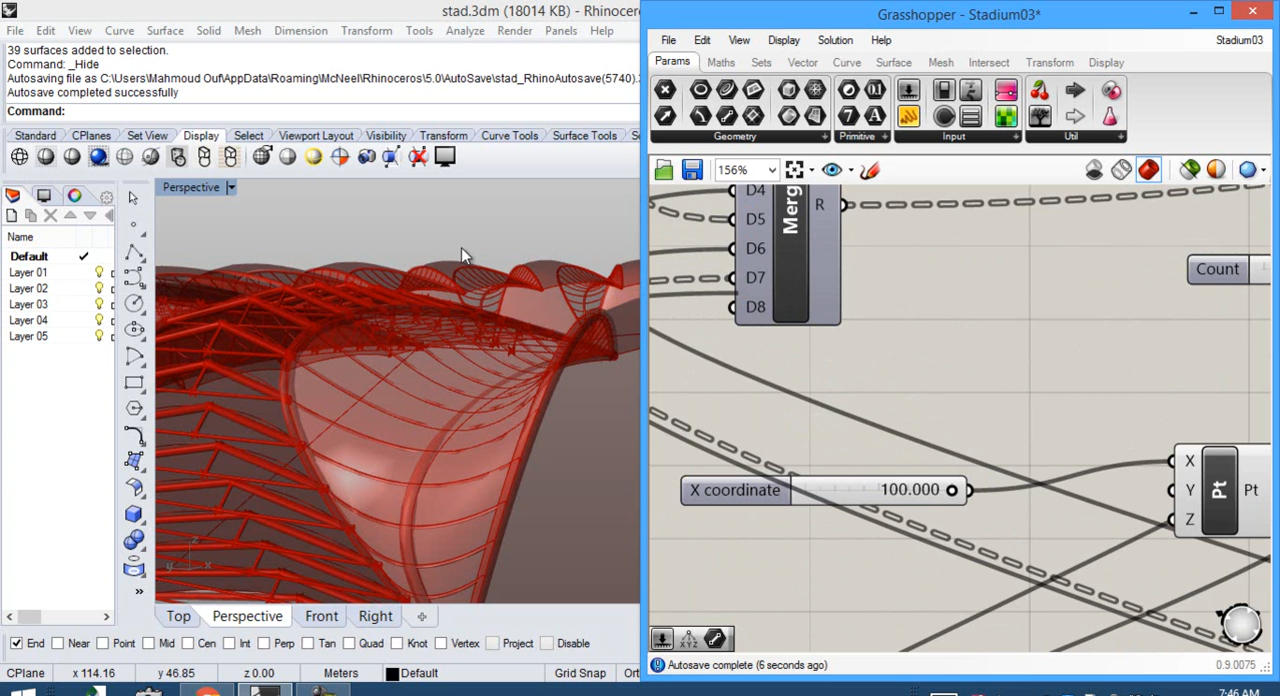 stad.3dm (18014 KB) - Rhinoceros
File Edit View Curve Surface Solid Mesh Dimension Transform Tools Analyze Render Panels Help
39 surfaces added to selection.
Command: _Hide
Autosaving file as C:\Users\Mahmoud Ouf\AppData\Roaming\McNeel\Rhinoceros\5.0\AutoSave\stad_RhinoAutosave(5740).
Autosave completed successfully
Command:
Standard CPlanes Set View Display Select Viewport Layout Visibility Transform Curve Tools Surface Tools
Perspective
Name
Default
Layer 01
Layer 02
Layer 03
Layer 04
Layer 05
z
y x
Top Perspective Front Right
End Near Point Mid Cen Int Perp Tan Quad Knot Vertex Project Disable
CPlane x 114.16 y 46.85 z 0.00 Meters Default Grid Snap
Grasshopper - Stadium03*
File Edit View Display Solution Help Stadium03
Params Maths Sets Vector Curve Surface Mesh Intersect Transform Display
Geometry Primitive Input Util
156%
D4
D5
D6
D7
D8
R
Count
X coordinate 100.000
X
Y
Z
Pt
Pt
Autosave complete (6 seconds ago) 0.9.0075
7:46 AM